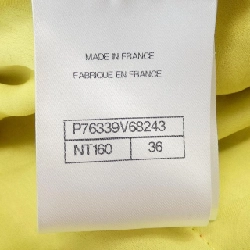 MADE IN FRANCE
FABRIQUE EN FRANCE
P76339V68243
NT160 36